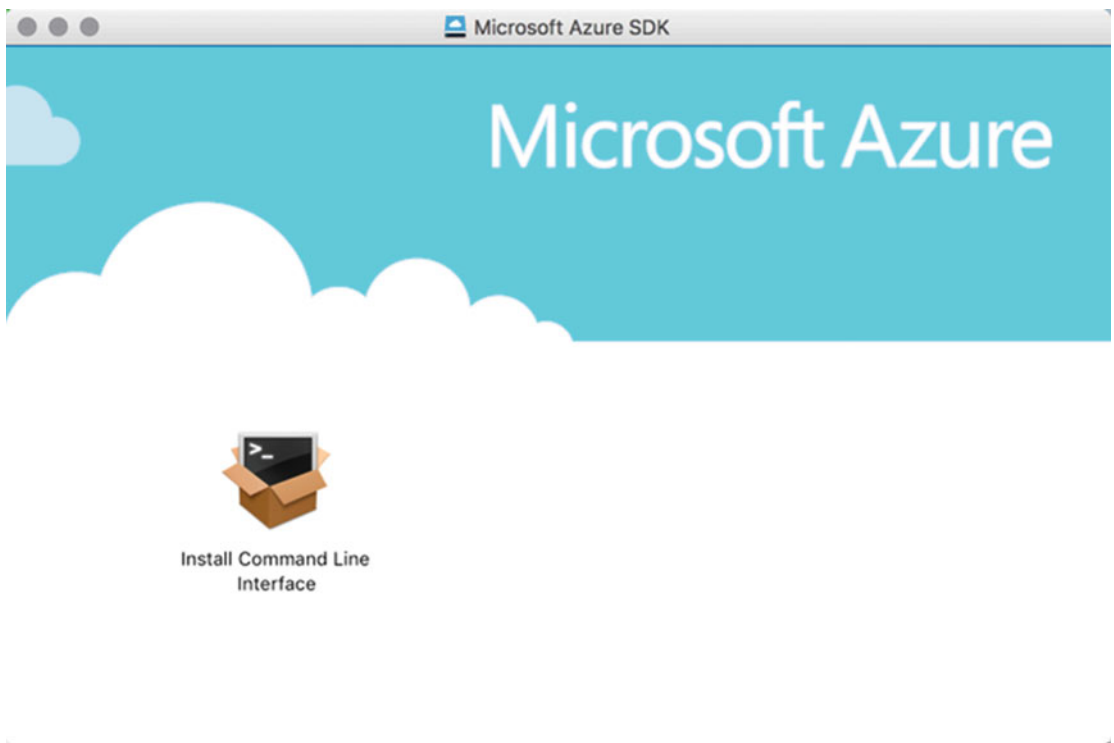 Microsoft Azure SDK
Microsoft Azure
>_
Install Command Line
Interface